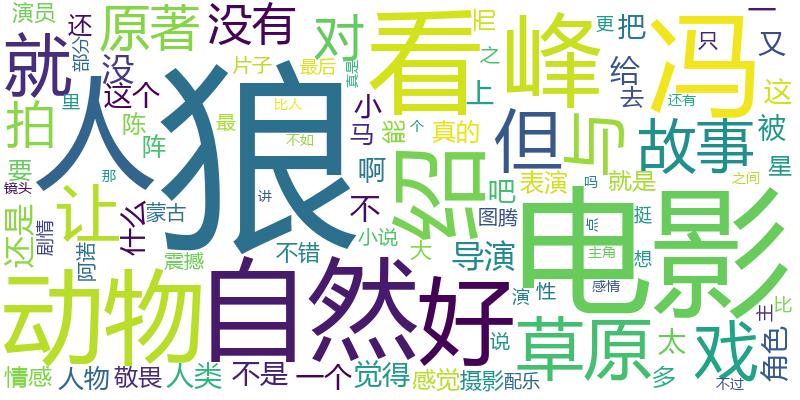 演员
原著
没有
对
看
峰
冯
一
更
又
部分
还
就
人
狼
没
这个
片子
最后
真是
比人
还有
里
拍
陈
阵
最
小
马
能
个
真的
上
之
后
把
给
去
只
这
被
但
与
故事
星
要
不如
啊
绍
表演
就是
吗
之间
镜头
那
讲
不
吧
图腾
点
挺
让
什么
蒙古
还是
剧情
阿诺
震撼
不错
小说
大
导演
电影
主角
想
性
演
感情
比
主
角色
动物
自然
好
说
草原
太
戏
多
情感
人物
敬畏
人类
不是
一个
觉得
感觉
摄影
配乐
不过